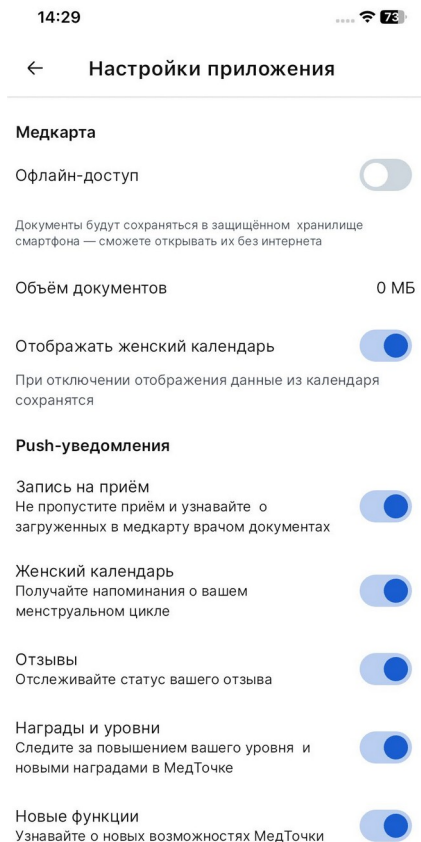 14:29
73
Настройки приложения
Медкарта
Офлайн-доступ
Документы будут сохраняться в защищённом хранилище
смартфона — сможете открывать их без интернета
Объём документов 0 МБ
Отображать женский календарь
При отключении отображения данные из календаря
сохранятся
Push-уведомления
Запись на приём
Не пропустите приём и узнавайте о
загруженных в медкарту врачом документах
Женский календарь
Получайте напоминания о вашем
менструальном цикле
Отзывы
Отслеживайте статус вашего отзыва
Награды и уровни
Следите за повышением вашего уровня и
новыми наградами в МедТочке
Новые функции
Узнавайте о новых возможностях МедТочки